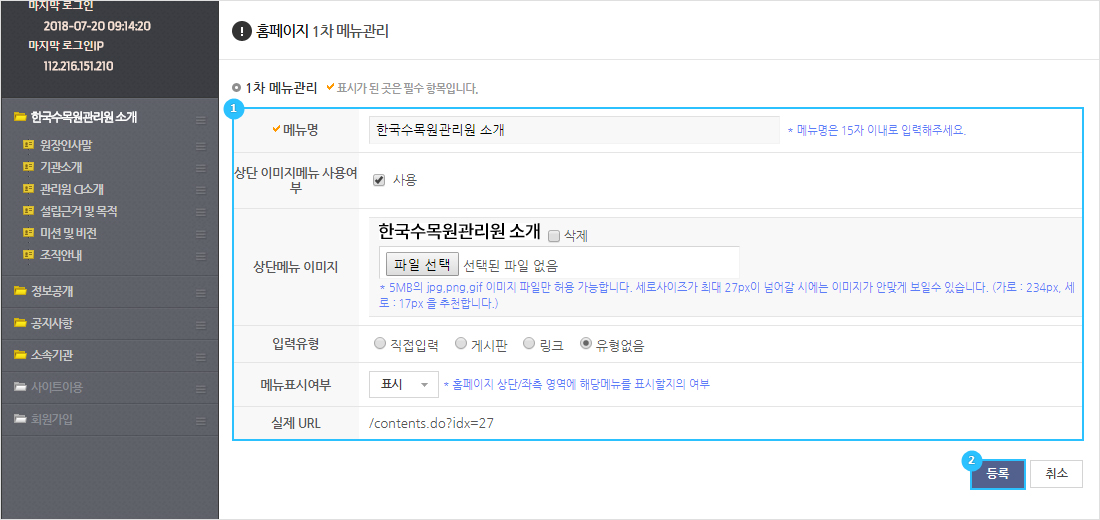 마지막 로그인
2018-07-20 09:14:20
마지막 로그인IP
112.216.151.210
한국수목원관리원 소개
원장인사말
기관소개
관리원 CI소개
설립근거 및 목적
미션 및 비전
조직안내
정보공개
공지사항
소속기관
사이트이용
회원가입
홈페이지 1차 메뉴관리
1차 메뉴관리 표시가 된 곳은 필수 항목입니다.
1
메뉴명 한국수목원관리원 소개 * 메뉴명은 15자 이내로 입력해주세요.
상단 이미지메뉴 사용여
부
사용
상단메뉴 이미지
한국수목원관리원 소개 삭제
파일 선택 선택된 파일 없음
* 5MB의 jpg,png,gif 이미지 파일만 허용 가능합니다. 세로사이즈가 최대 27px이 넘어갈 시에는 이미지가 안맞게 보일수 있습니다. (가로 : 234px, 세
로 : 17px 을 추천합니다.)
입력유형 직접입력 게시판 링크 유형없음
메뉴표시여부 표시 * 홈페이지 상단/좌측 영역에 해당메뉴를 표시할지의 여부
실제 URL /contents.do?idx=27
2
등록 취소